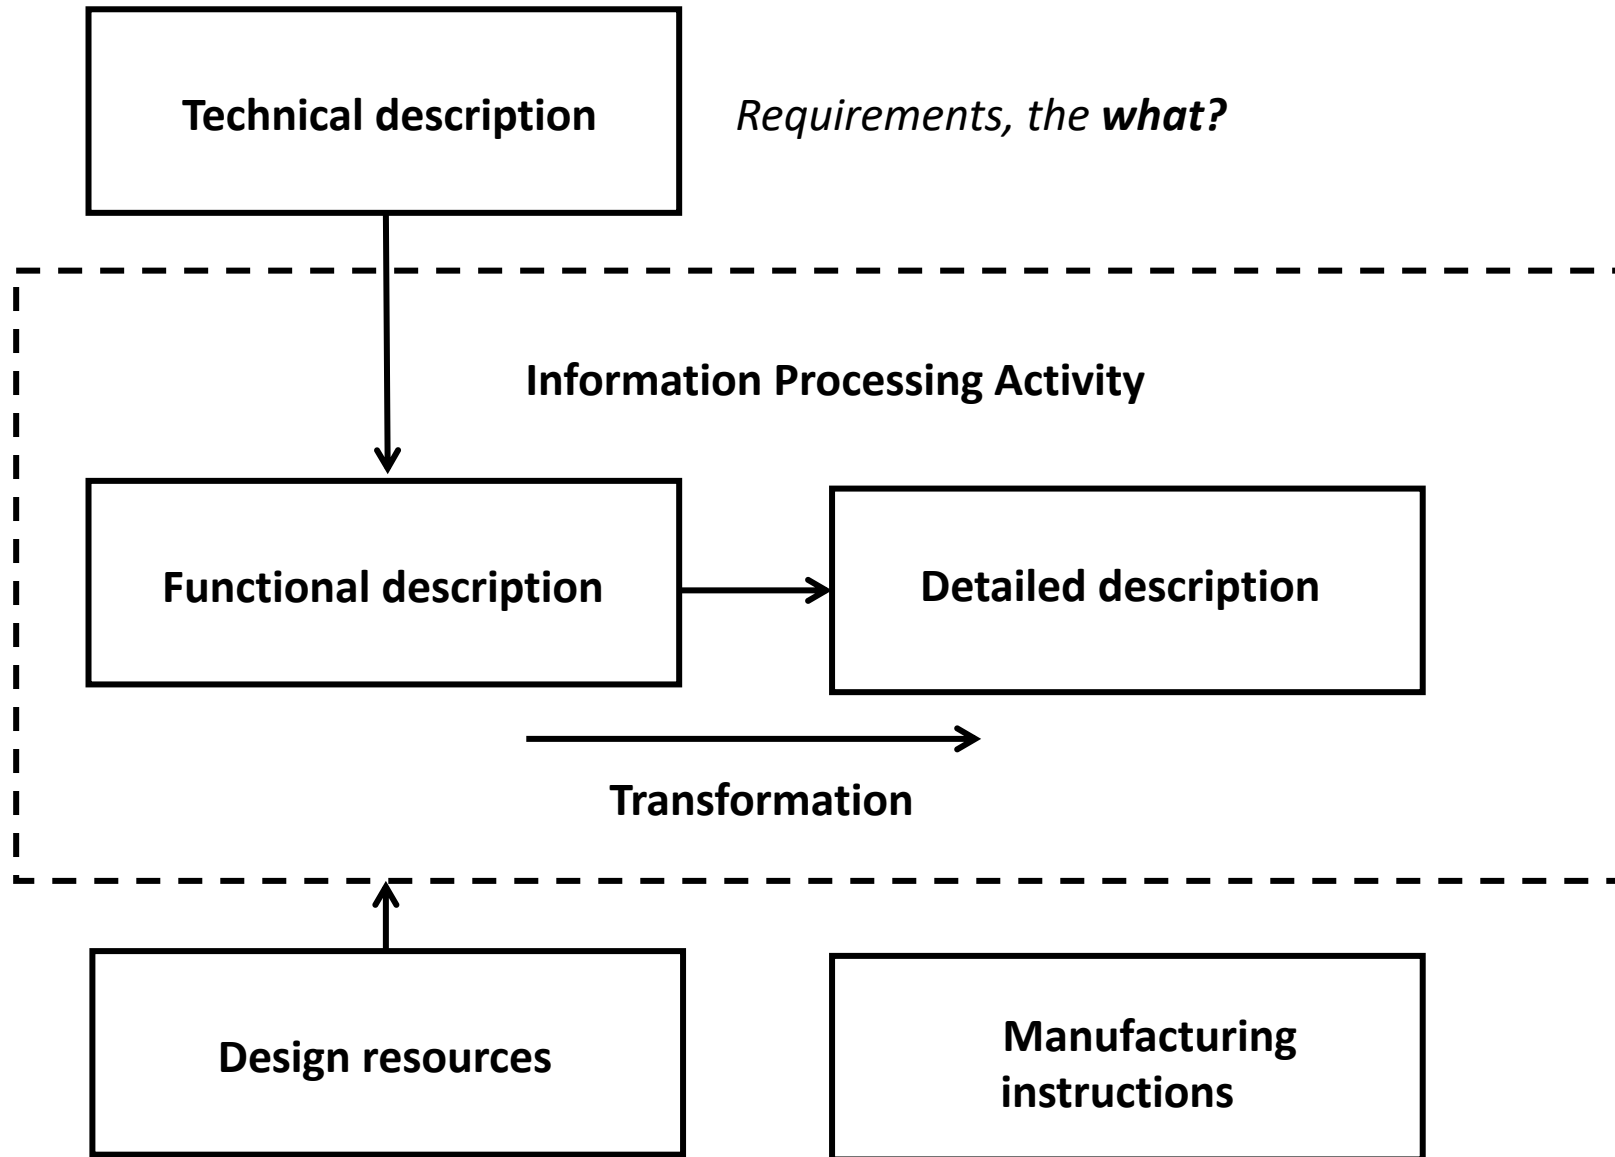 Technical description
Requirements, the what?
Information Processing Activity
Functional description
Detailed description
Transformation
Design resources
Manufacturing
instructions